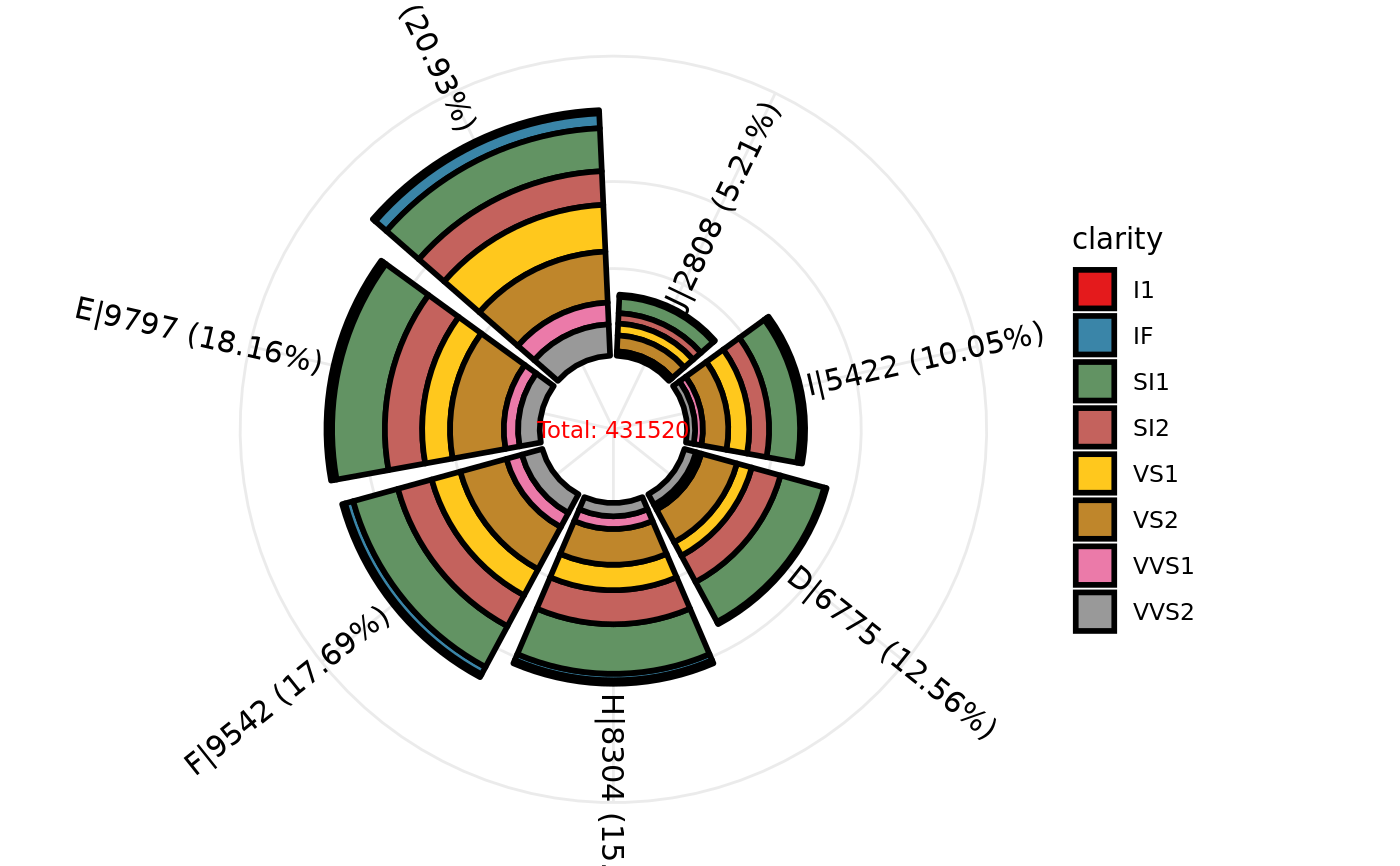 (20.93%)
J|2808 (5.21%)
I|5422 (10.05%)
E|9797 (18.16%)
Total: 431520
D|6775 (12.56%)
F|9542 (17.69%)
H|8304 (15.
clarity
I1
IF
SI1
SI2
VS1
VS2
VVS1
VVS2